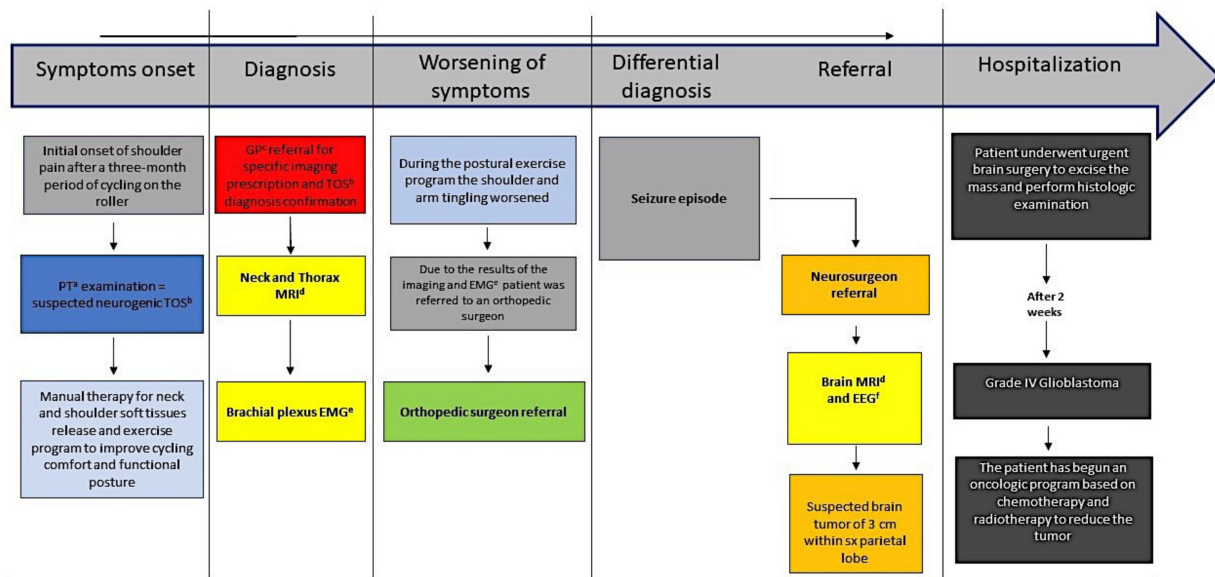 Symptoms onset
Diagnosis
Worsening of
symptoms
Differential
diagnosis
Referral
Hospitalization
Initial onset of shoulder
pain after a three-month
period of cycling on the
roller
PTᵃ examination =
suspected neurogenic TOSᵇ
Manual therapy for neck
and shoulder soft tissues
release and exercise
program to improve cycling
comfort and functional
posture
GPᶜ referral for
specific imaging
prescription and TOSᵇ
diagnosis confirmation
Neck and Thorax
MRIᵈ
Brachial plexus EMGᵉ
During the postural exercise
program the shoulder and
arm tingling worsened
Due to the results of the
imaging and EMGᵉ patient was
referred to an orthopedic
surgeon
Orthopedic surgeon referral
Seizure episode
Neurosurgeon
referral
Brain MRIᵈ
and EEGᶠ
Suspected brain
tumor of 3 cm
within sx parietal
lobe
Patient underwent urgent
brain surgery to excise the
mass and perform histologic
examination
After 2
weeks
Grade IV Glioblastoma
The patient has begun an
oncologic program based on
chemotherapy and
radiotherapy to reduce the
tumor